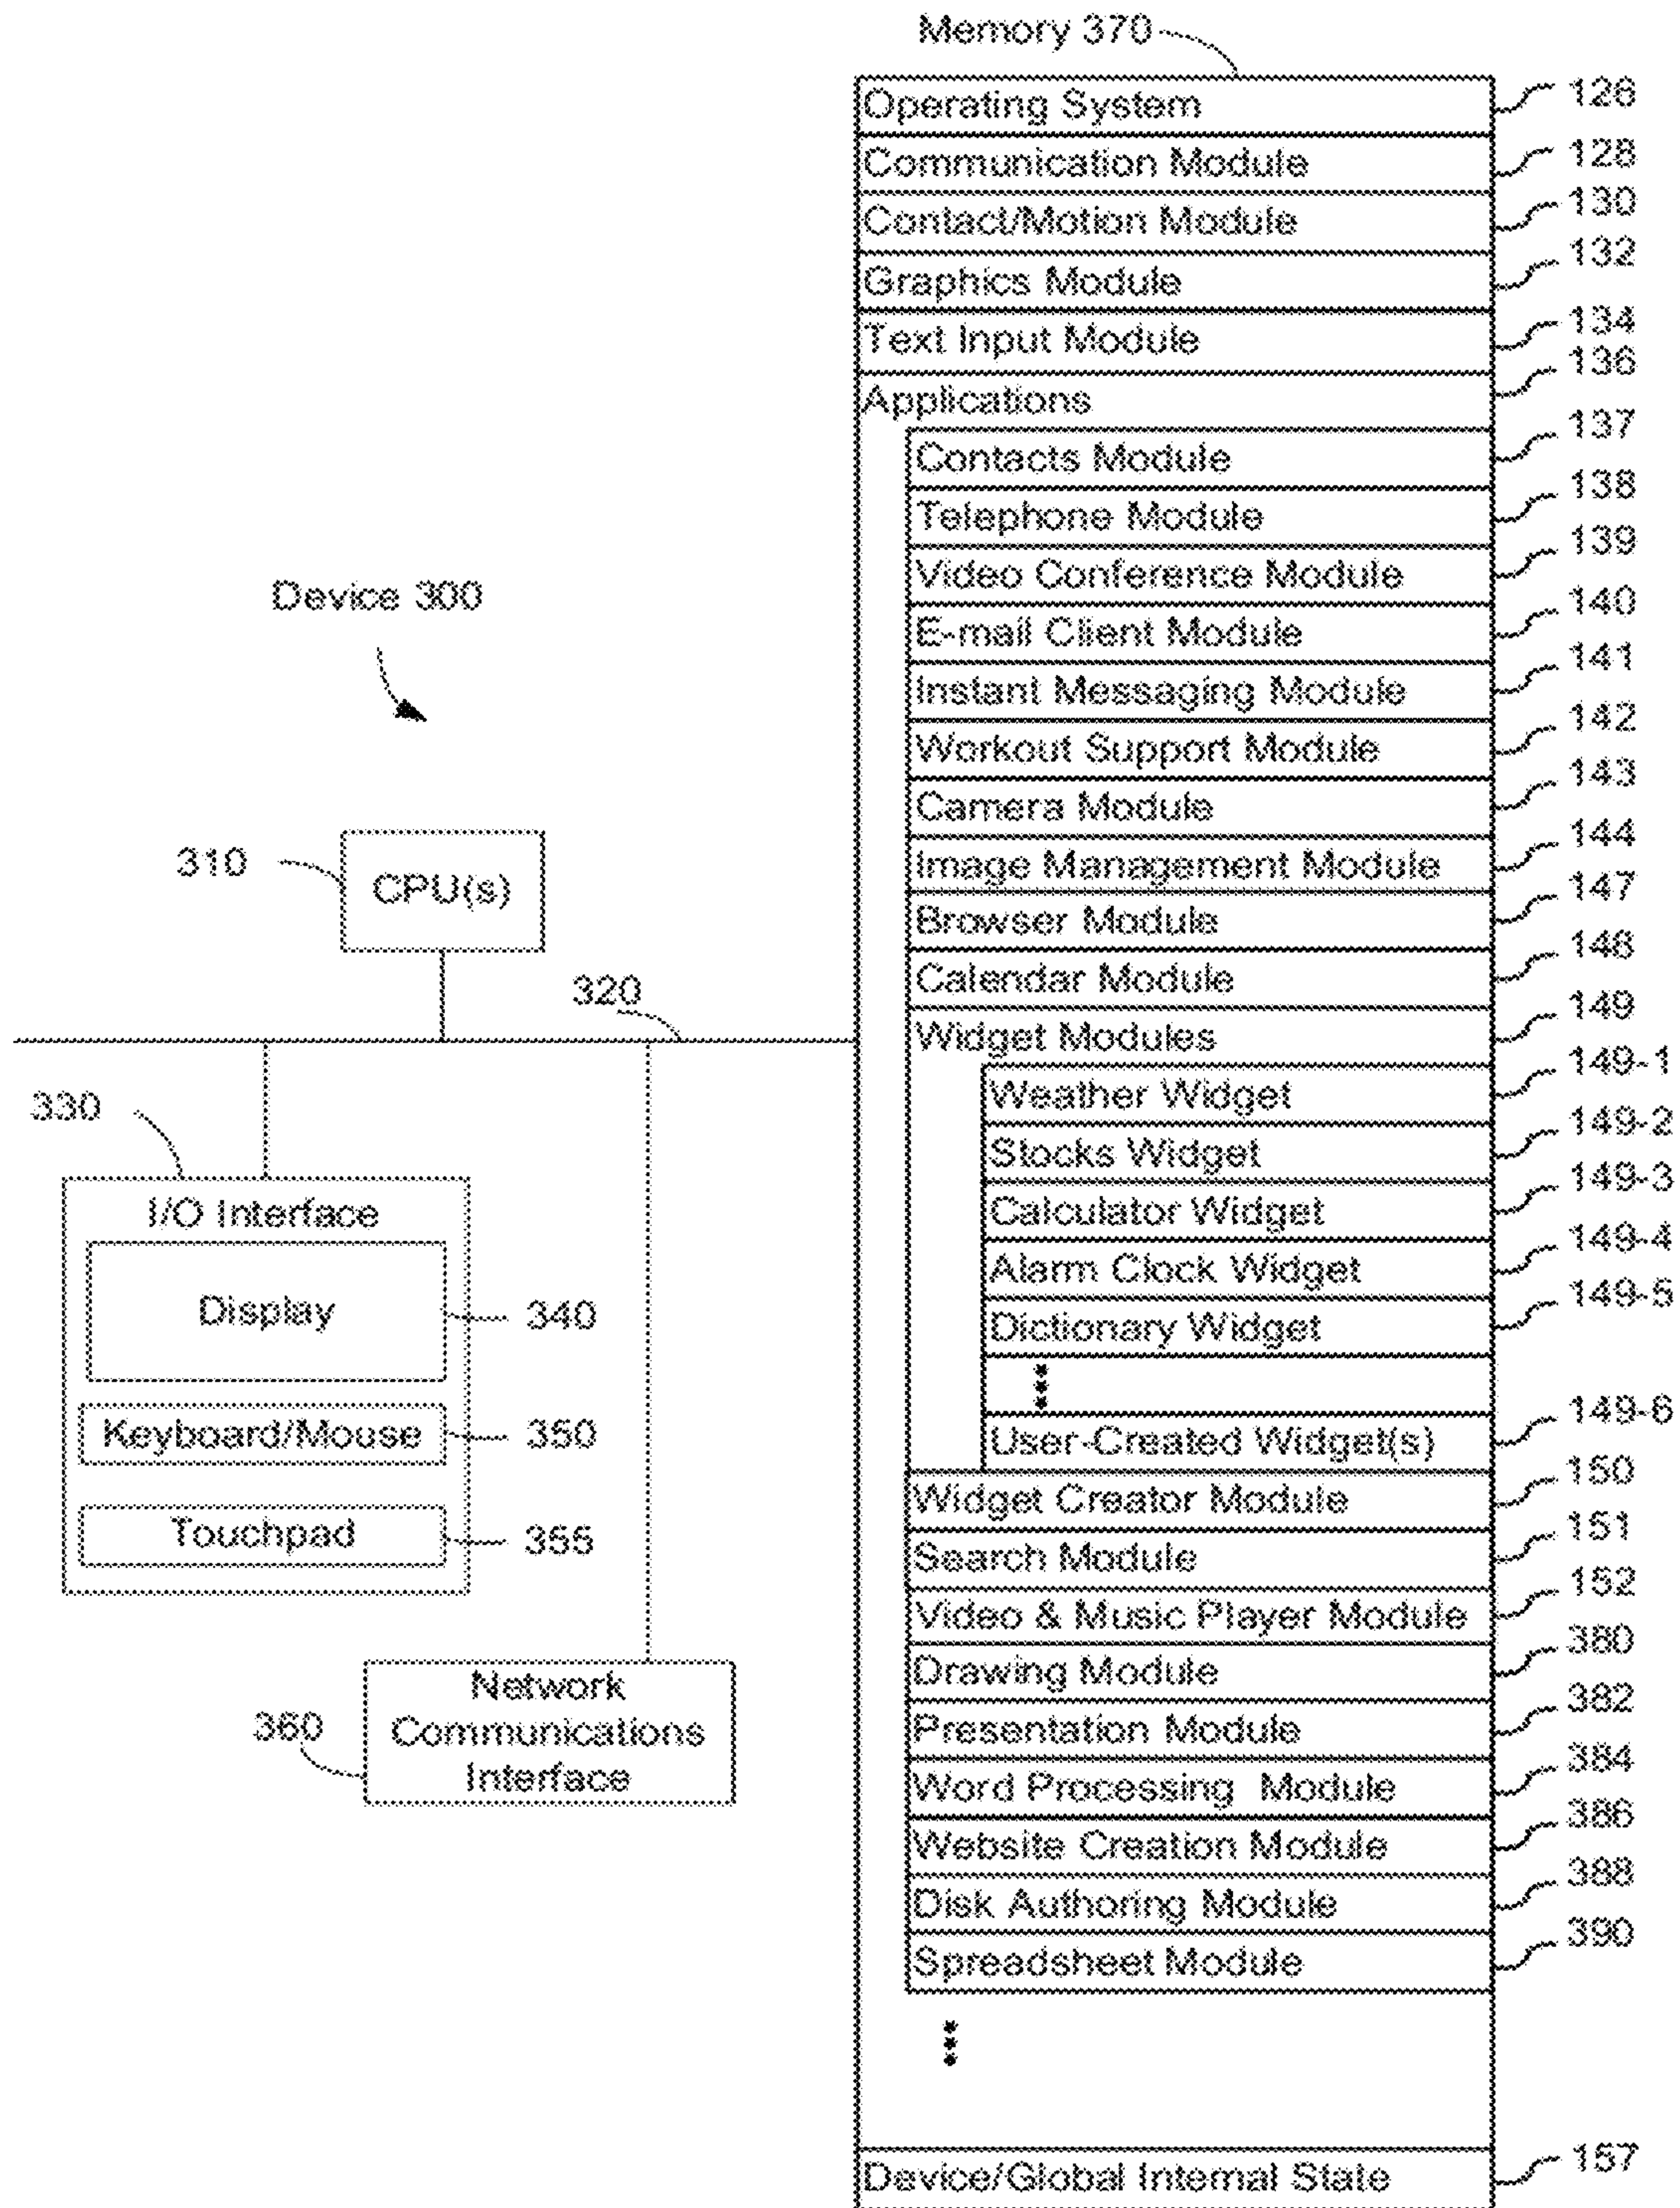 Memory 370
Operating System 126
Communication Module 128
Contact/Motion Module 130
Graphics Module 132
Text Input Module 134
Applications 136
Contacts Module 137
Telephone Module 138
Video Conference Module 139
E-mail Client Module 140
Instant Messaging Module 141
Workout Support Module 142
Camera Module 143
Image Management Module 144
Browser Module 147
Calendar Module 148
Widget Modules 149
Weather Widget 149-1
Stocks Widget 149-2
Calculator Widget 149-3
Alarm Clock Widget 149-4
Dictionary Widget 149-5
User-Created Widget(s) 149-6
Widget Creator Module 150
Search Module 151
Video & Music Player Module 152
Drawing Module 380
Presentation Module 382
Word Processing Module 384
Website Creation Module 386
Disk Authoring Module 388
Spreadsheet Module 390
Device/Global Internal State 157
Device 300
310
CPU(s)
320
330
I/O Interface
Display 340
Keyboard/Mouse 350
Touchpad 355
360
Network
Communications
Interface